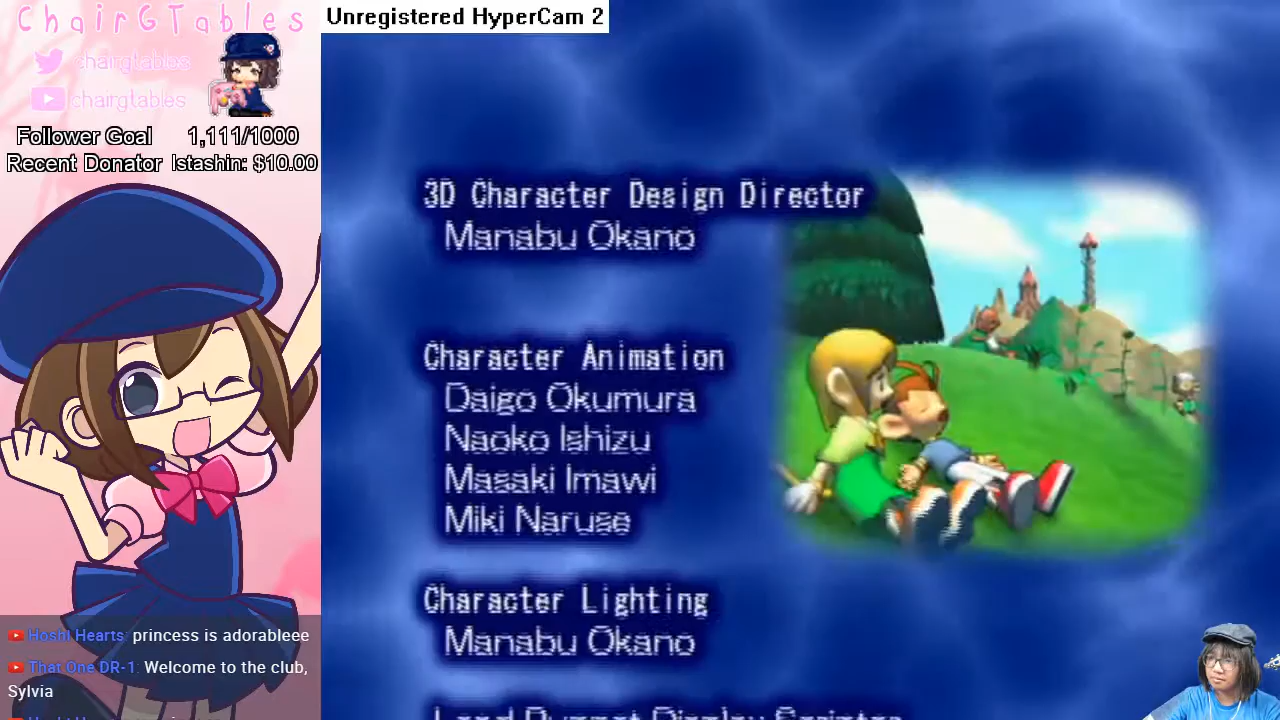 ChairGTables
chairgtables
chairgtables
Follower Goal 1,111/1000
Recent Donator Istashin: $10.00
Unregistered HyperCam 2
3D Character Design Director
Manabu Okano
Character Animation
Daigo Okumura
Naoko Ishizu
Masaki Imawi
Miki Naruse
Character Lighting
Manabu Okano
Hoshi Hearts: princess is adorableee
That One DR-1: Welcome to the club,
Sylvia